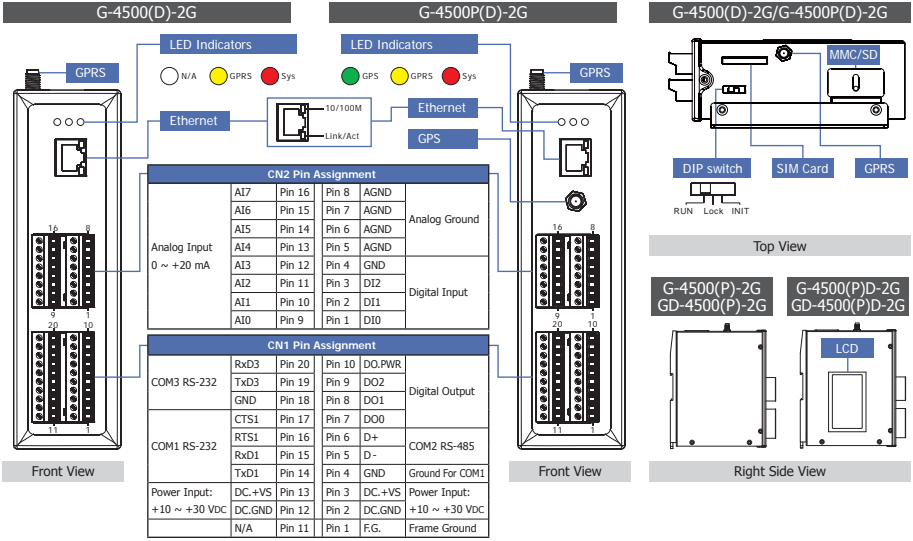 G-4500(D)-2G
G-4500P(D)-2G
G-4500(D)-2G/G-4500P(D)-2G
LED Indicators
LED Indicators
GPRS
N/A GPRS Sys
GPS GPRS Sys
GPRS
Ethernet
10/100M
Link/Act
Ethernet
GPS
MMC/SD
DIP switch
SIM Card
GPRS
RUN Lock INIT
Top View
CN2 Pin Assignment
AI7 Pin 16 Pin 8 AGND
AI6 Pin 15 Pin 7 AGND
Analog Ground
AI5 Pin 14 Pin 6 AGND
Analog Input
0 ~ +20 mA
AI4 Pin 13 Pin 5 AGND
AI3 Pin 12 Pin 4 GND
AI2 Pin 11 Pin 3 DI2
Digital Input
AI1 Pin 10 Pin 2 DI1
AI0 Pin 9 Pin 1 DI0
16 8
9 1
20 10
11 1
16 8
9 1
20 10
11 1
CN1 Pin Assignment
COM3 RS-232
RxD3 Pin 20 Pin 10 DO.PWR
TxD3 Pin 19 Pin 9 DO2
Digital Output
GND Pin 18 Pin 8 DO1
CTS1 Pin 17 Pin 7 DO0
COM1 RS-232
RTS1 Pin 16 Pin 6 D+
COM2 RS-485
RxD1 Pin 15 Pin 5 D-
TxD1 Pin 14 Pin 4 GND Ground For COM1
Power Input: DC.+VS Pin 13 Pin 3 DC.+VS Power Input:
+10 ~ +30 VDC DC.GND Pin 12 Pin 2 DC.GND +10 ~ +30 VDC
N/A Pin 11 Pin 1 F.G. Frame Ground
Front View
Front View
G-4500(P)-2G
GD-4500(P)-2G
G-4500(P)D-2G
GD-4500(P)D-2G
LCD
Right Side View